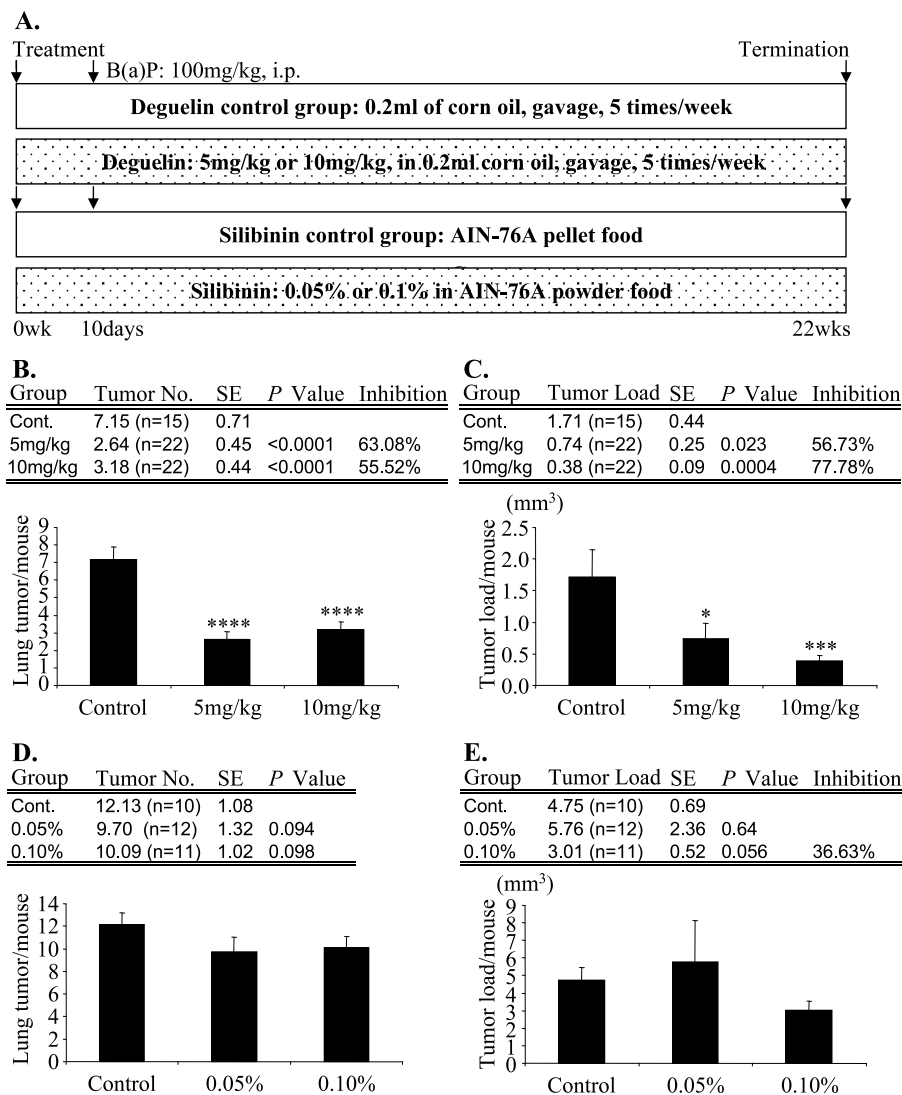 A.
Treatment Termination
B(a)P: 100mg/kg, i.p.
Deguelin control group: 0.2ml of corn oil, gavage, 5 times/week
Deguelin: 5mg/kg or 10mg/kg, in 0.2ml corn oil, gavage, 5 times/week
Silibinin control group: AIN-76A pellet food
Silibinin: 0.05% or 0.1% in AIN-76A powder food
0wk 10days 22wks
B.
Group Tumor No. SE P Value Inhibition
Cont. 7.15 (n=15) 0.71
5mg/kg 2.64 (n=22) 0.45 <0.0001 63.08%
10mg/kg 3.18 (n=22) 0.44 <0.0001 55.52%
Lung tumor/mouse
9
8
7
6
5
4
3
2
1
0
**** ****
Control 5mg/kg 10mg/kg
C.
Group Tumor Load SE P Value Inhibition
Cont. 1.71 (n=15) 0.44
5mg/kg 0.74 (n=22) 0.25 0.023 56.73%
10mg/kg 0.38 (n=22) 0.09 0.0004 77.78%
(mm³)
Tumor load/mouse
2.5
2.0
1.5
1.0
0.5
0.0
* ***
Control 5mg/kg 10mg/kg
D.
Group Tumor No. SE P Value
Cont. 12.13 (n=10) 1.08
0.05% 9.70 (n=12) 1.32 0.094
0.10% 10.09 (n=11) 1.02 0.098
Lung tumor/mouse
14
12
10
8
6
4
2
0
Control 0.05% 0.10%
E.
Group Tumor Load SE P Value Inhibition
Cont. 4.75 (n=10) 0.69
0.05% 5.76 (n=12) 2.36 0.64
0.10% 3.01 (n=11) 0.52 0.056 36.63%
(mm³)
Tumor load/mouse
9
8
7
6
5
4
3
2
1
0
Control 0.05% 0.10%